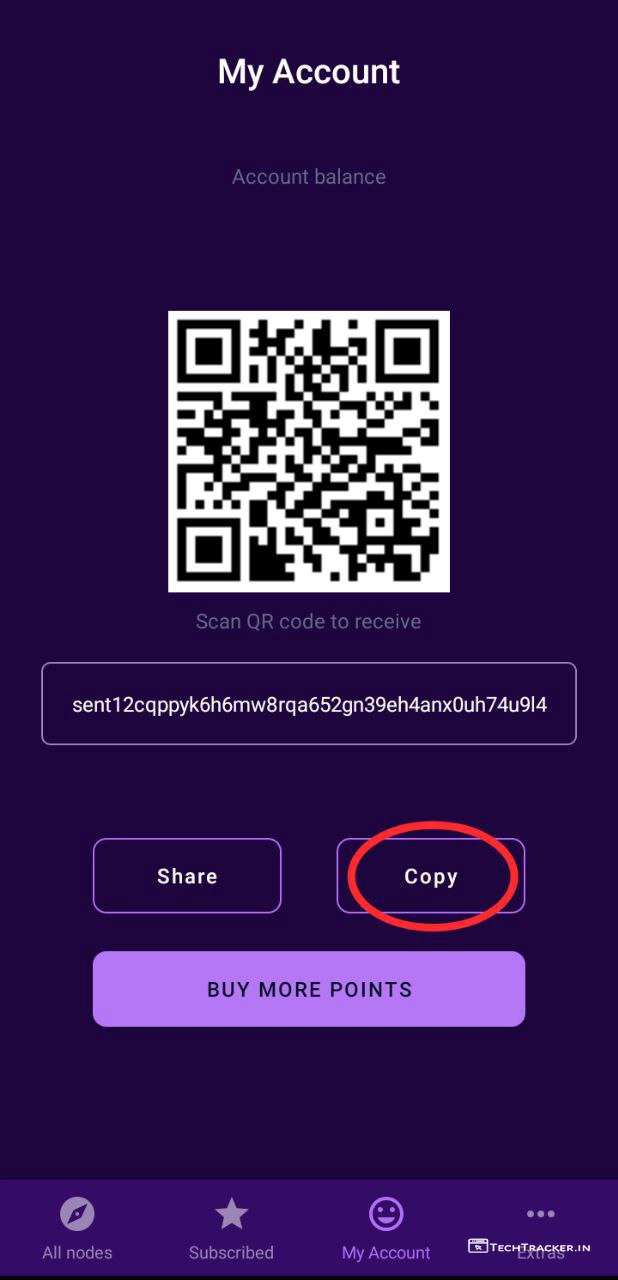 My Account
Account balance
Scan QR code to receive
sent12cqppyk6h6mw8rqa652gn39eh4anx0uh74u9l4
Share
Copy
BUY MORE POINTS
All nodes
Subscribed
My Account
Extras
TECHTRACKER.IN